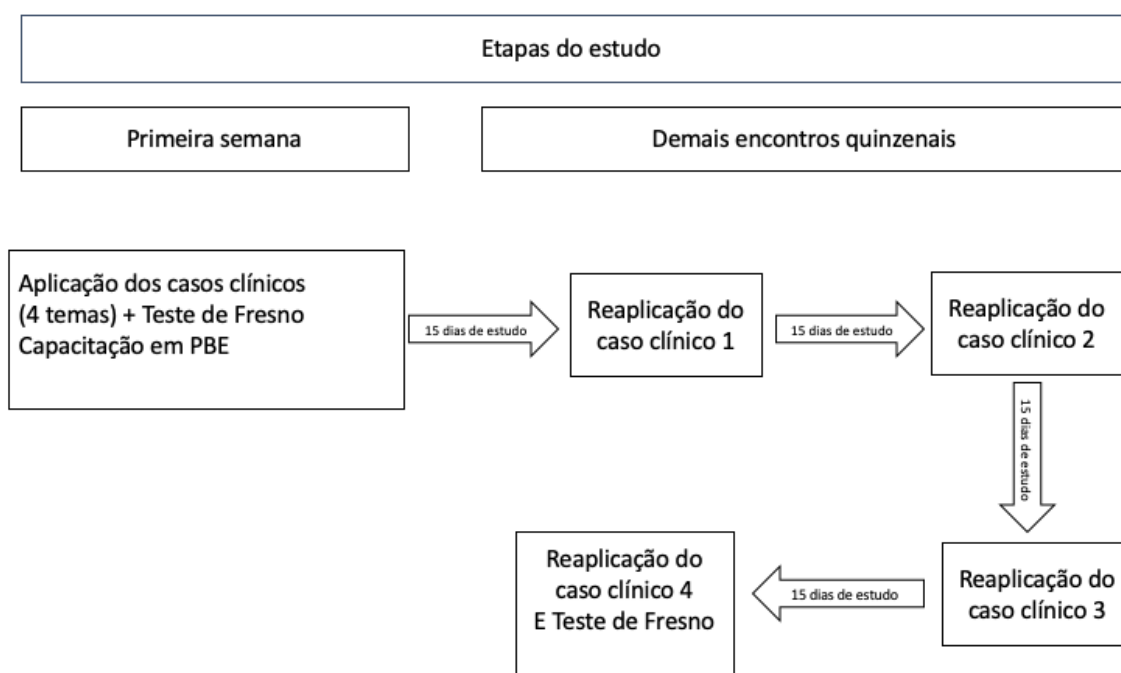 Etapas do estudo
Primeira semana
Demais encontros quinzenais
Aplicação dos casos clínicos
(4 temas) + Teste de Fresno
Capacitação em PBE
15 dias de estudo
Reaplicação do
caso clínico 1
15 dias de estudo
Reaplicação do
caso clínico 2
15 dias de estudo
Reaplicação do
caso clínico 3
15 dias de estudo
Reaplicação do
caso clínico 4
E Teste de Fresno